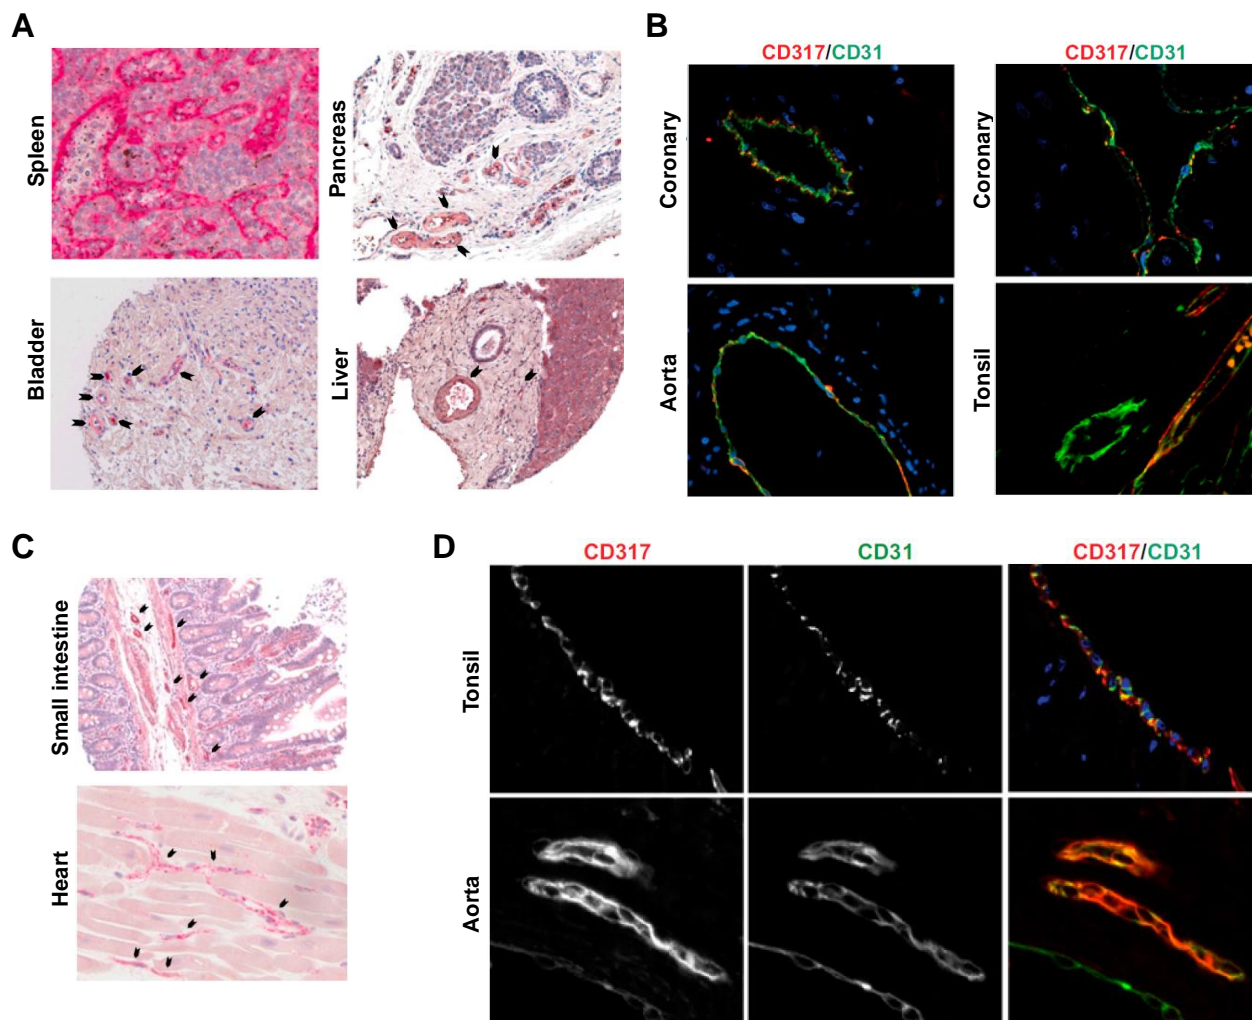 A
Spleen
Pancreas
Bladder
Liver
B
CD317/CD31
CD317/CD31
Coronary
Coronary
Aorta
Tonsil
C
Small intestine
Heart
D
CD317
CD31
CD317/CD31
Tonsil
Aorta